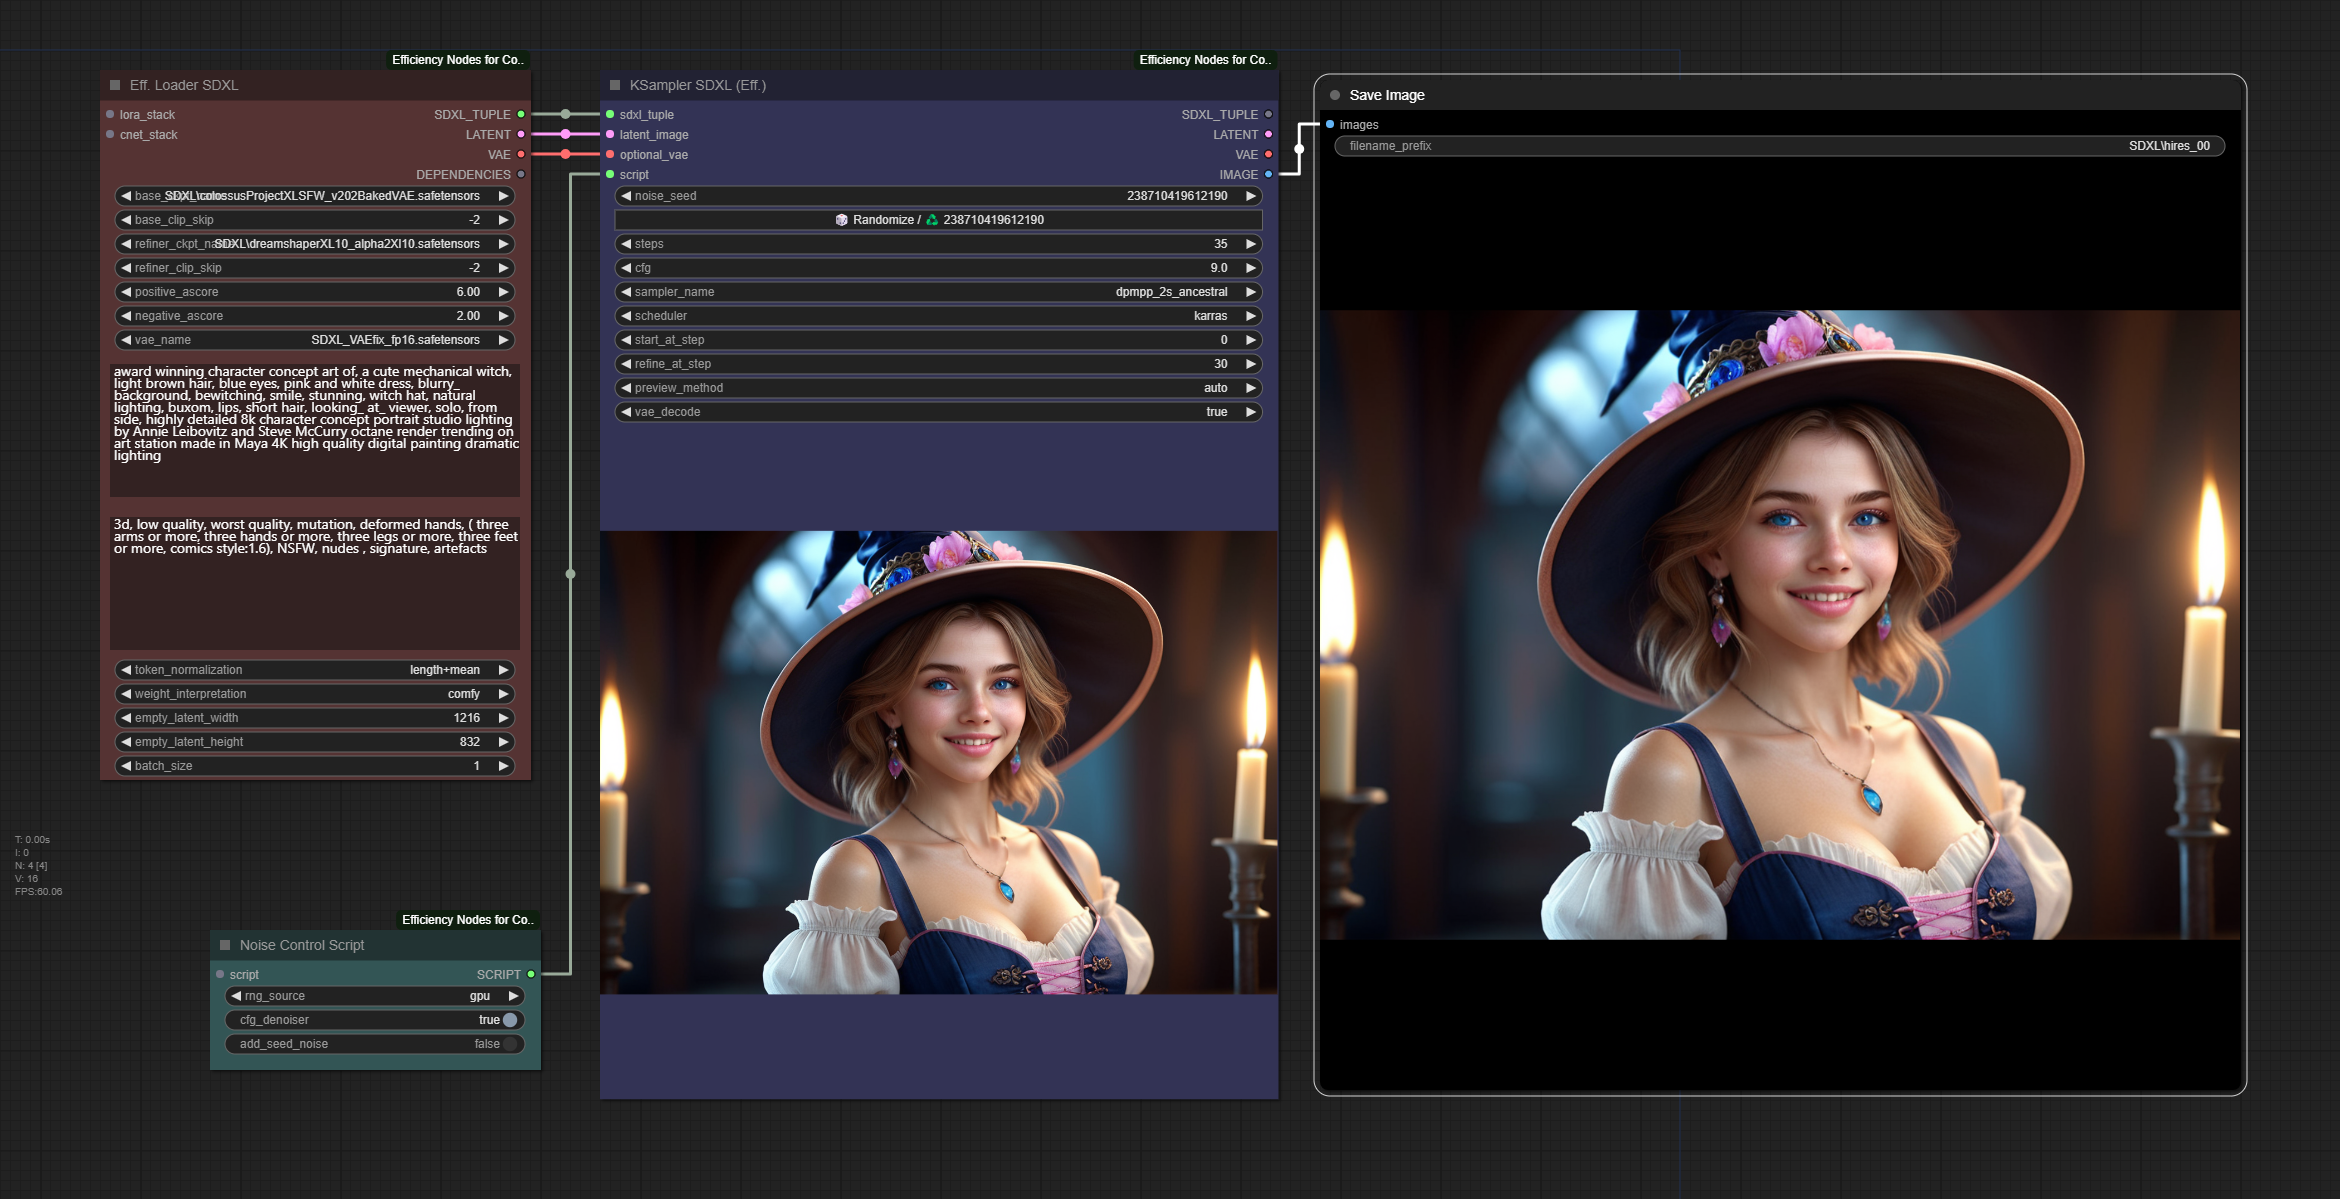 Efficiency Nodes for Co..
Eff. Loader SDXL
lora_stack SDXL_TUPLE
cnet_stack LATENT
VAE
DEPENDENCIES
SDXL\colossusProjectXLSFW_v202BakedVAE.safetensors
base_clip_skip -2
SDXL\dreamshaperXL10_alpha2Xl10.safetensors
refiner_clip_skip -2
positive_ascore 6.00
negative_ascore 2.00
vae_name SDXL_VAEfix_fp16.safetensors
award winning character concept art of, a cute mechanical witch,
light brown hair, blue eyes, pink and white dress, blurry_
background, bewitching, smile, stunning, witch hat, natural
lighting, buxom, lips, short hair, looking_ at_ viewer, solo, from
side, highly detailed 8k character concept portrait studio lighting
by Annie Leibovitz and Steve McCurry octane render trending on
art station made in Maya 4K high quality digital painting dramatic
lighting
3d, low quality, worst quality, mutation, deformed hands, ( three
arms or more, three hands or more, three legs or more, three feet
or more, comics style:1.6), NSFW, nudes , signature, artefacts
token_normalization length+mean
weight_interpretation comfy
empty_latent_width 1216
empty_latent_height 832
batch_size 1
T: 0.00s
I: 0
N: 4 [4]
V: 16
FPS:60.06
Efficiency Nodes for Co..
Noise Control Script
script SCRIPT
rng_source gpu
cfg_denoiser true
add_seed_noise false
Efficiency Nodes for Co..
KSampler SDXL (Eff.)
sdxl_tuple SDXL_TUPLE
latent_image LATENT
optional_vae VAE
script IMAGE
noise_seed 238710419612190
Randomize / 238710419612190
steps 35
cfg 9.0
sampler_name dpmpp_2s_ancestral
scheduler karras
start_at_step 0
refine_at_step 30
preview_method auto
vae_decode true
Save Image
images
filename_prefix SDXL\hires_00